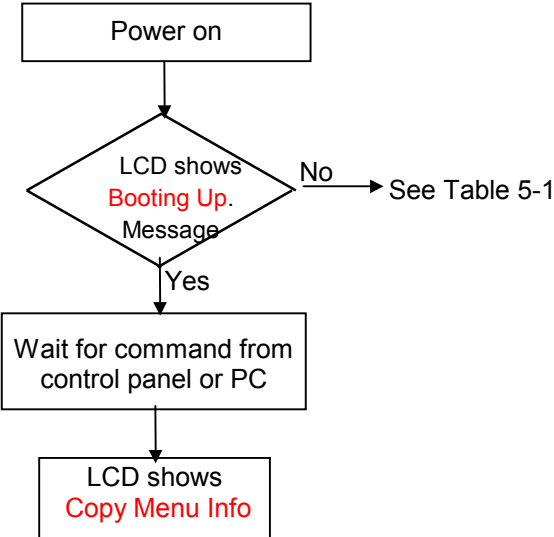 Power on
LCD shows
Booting Up.
Message
No
See Table 5-1
Yes
Wait for command from
control panel or PC
LCD shows
Copy Menu Info